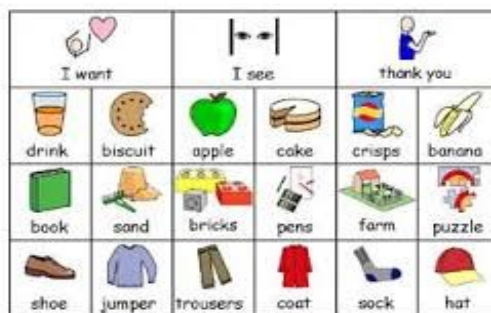 I want I see thank you
drink biscuit apple cake crisps banana
book sand bricks pens farm puzzle
shoe jumper trousers coat sock hat